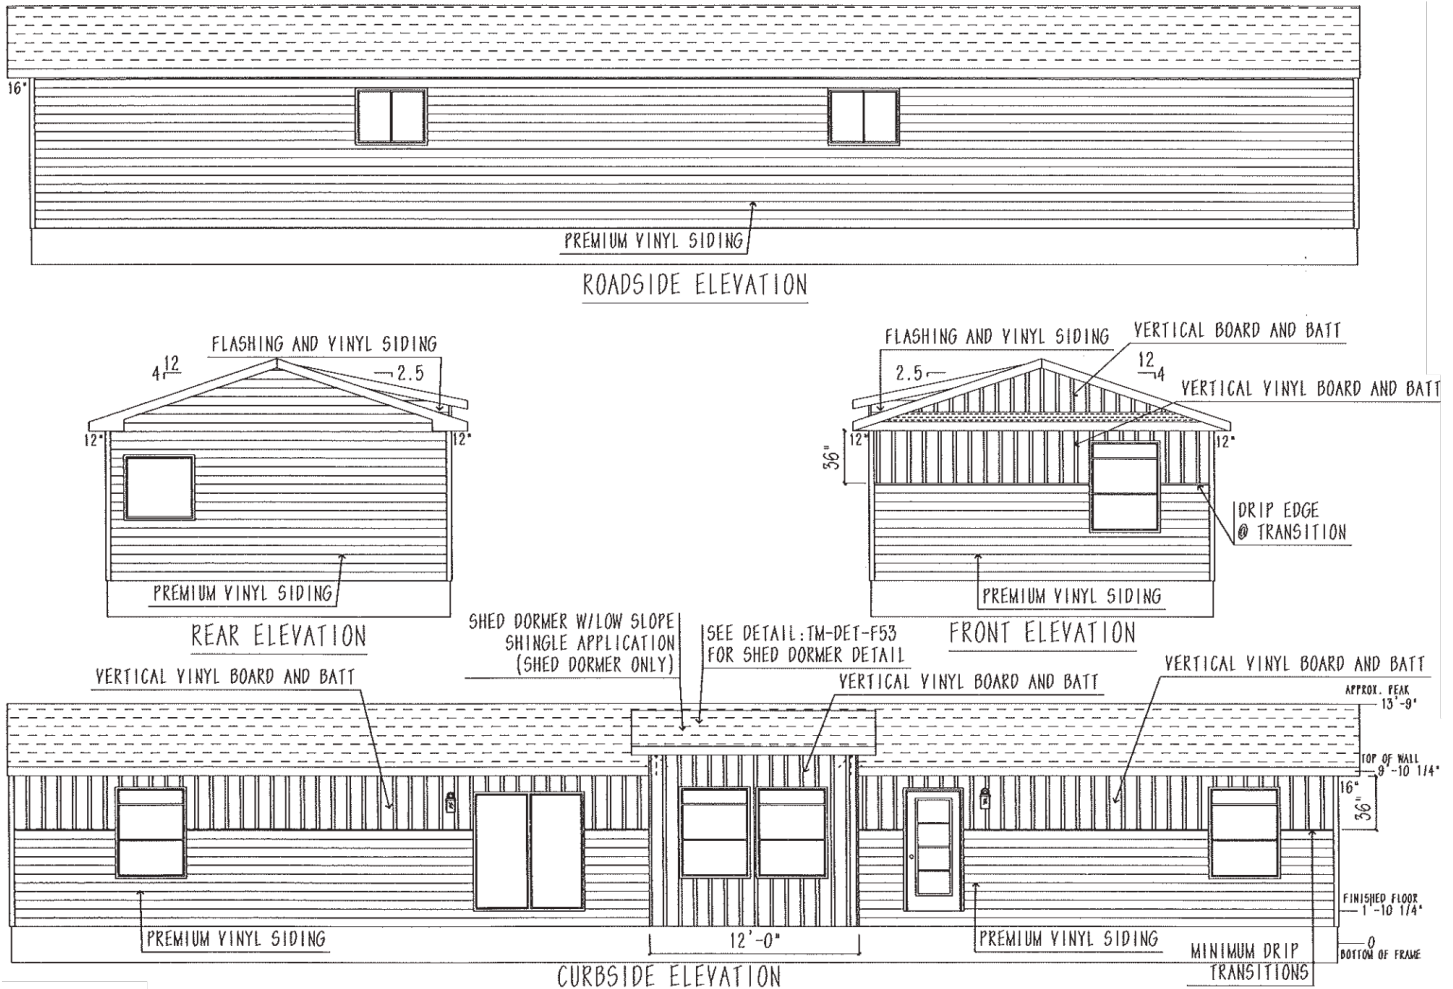 16"
PREMIUM VINYL SIDING
ROADSIDE ELEVATION
FLASHING AND VINYL SIDING
12
4
2.5
12"
12"
PREMIUM VINYL SIDING
REAR ELEVATION
FLASHING AND VINYL SIDING
VERTICAL BOARD AND BATT
2.5
12
4
VERTICAL VINYL BOARD AND BATT
12"
12"
36"
DRIP EDGE
@ TRANSITION
PREMIUM VINYL SIDING
FRONT ELEVATION
SHED DORMER W/LOW SLOPE
SHINGLE APPLICATION
(SHED DORMER ONLY)
SEE DETAIL:TM-DET-F53
FOR SHED DORMER DETAIL
VERTICAL VINYL BOARD AND BATT
VERTICAL VINYL BOARD AND BATT
VERTICAL VINYL BOARD AND BATT
APPROX. PEAK
13'-9"
TOP OF WALL
9'-10 1/4"
16"
36"
FINISHED FLOOR
1'-10 1/4"
0
BOTTOM OF FRAME
PREMIUM VINYL SIDING
12'-0"
PREMIUM VINYL SIDING
MINIMUM DRIP
TRANSITIONS
CURBSIDE ELEVATION